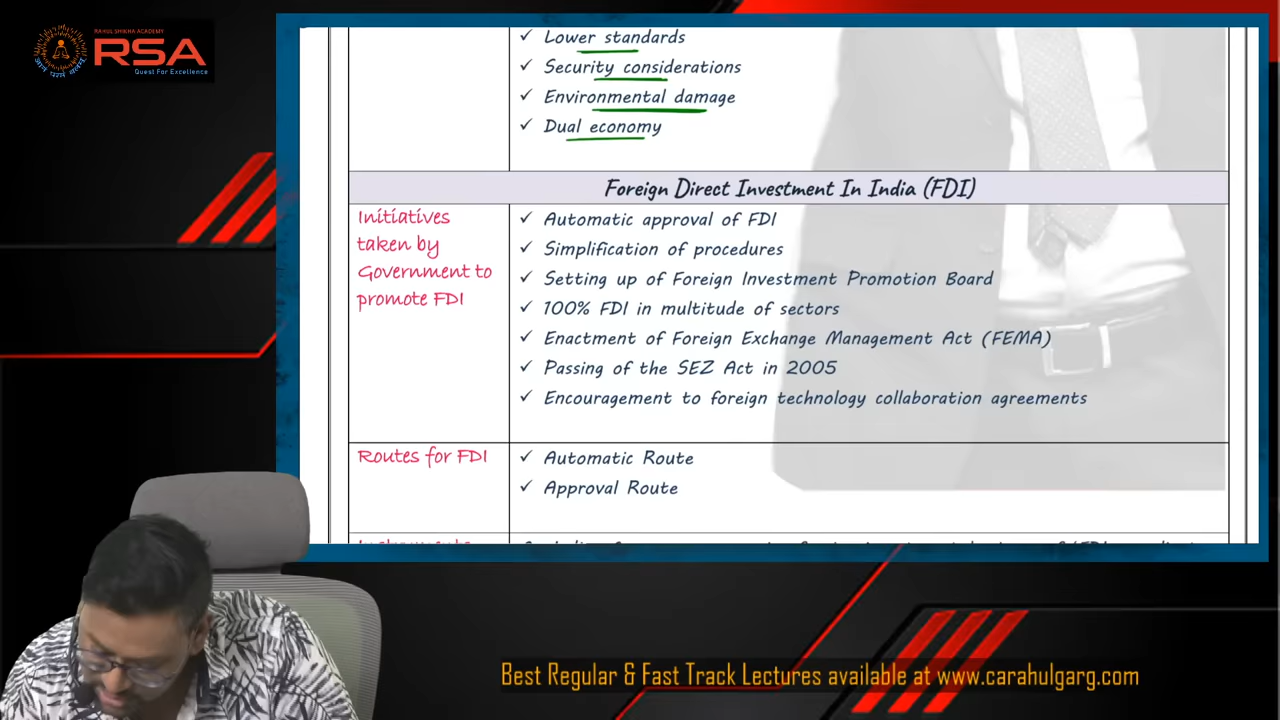 RAHUL SHIKHA ACADEMY
RSA
Quest For Excellence
✓ Lower standards
✓ Security considerations
✓ Environmental damage
✓ Dual economy
Foreign Direct Investment In India (FDI)
Initiatives
taken by
Government to
promote FDI
✓ Automatic approval of FDI
✓ Simplification of procedures
✓ Setting up of Foreign Investment Promotion Board
✓ 100% FDI in multitude of sectors
✓ Enactment of Foreign Exchange Management Act (FEMA)
✓ Passing of the SEZ Act in 2005
✓ Encouragement to foreign technology collaboration agreements
Routes for FDI
✓ Automatic Route
✓ Approval Route
Best Regular & Fast Track Lectures available at www.carahulgarg.com